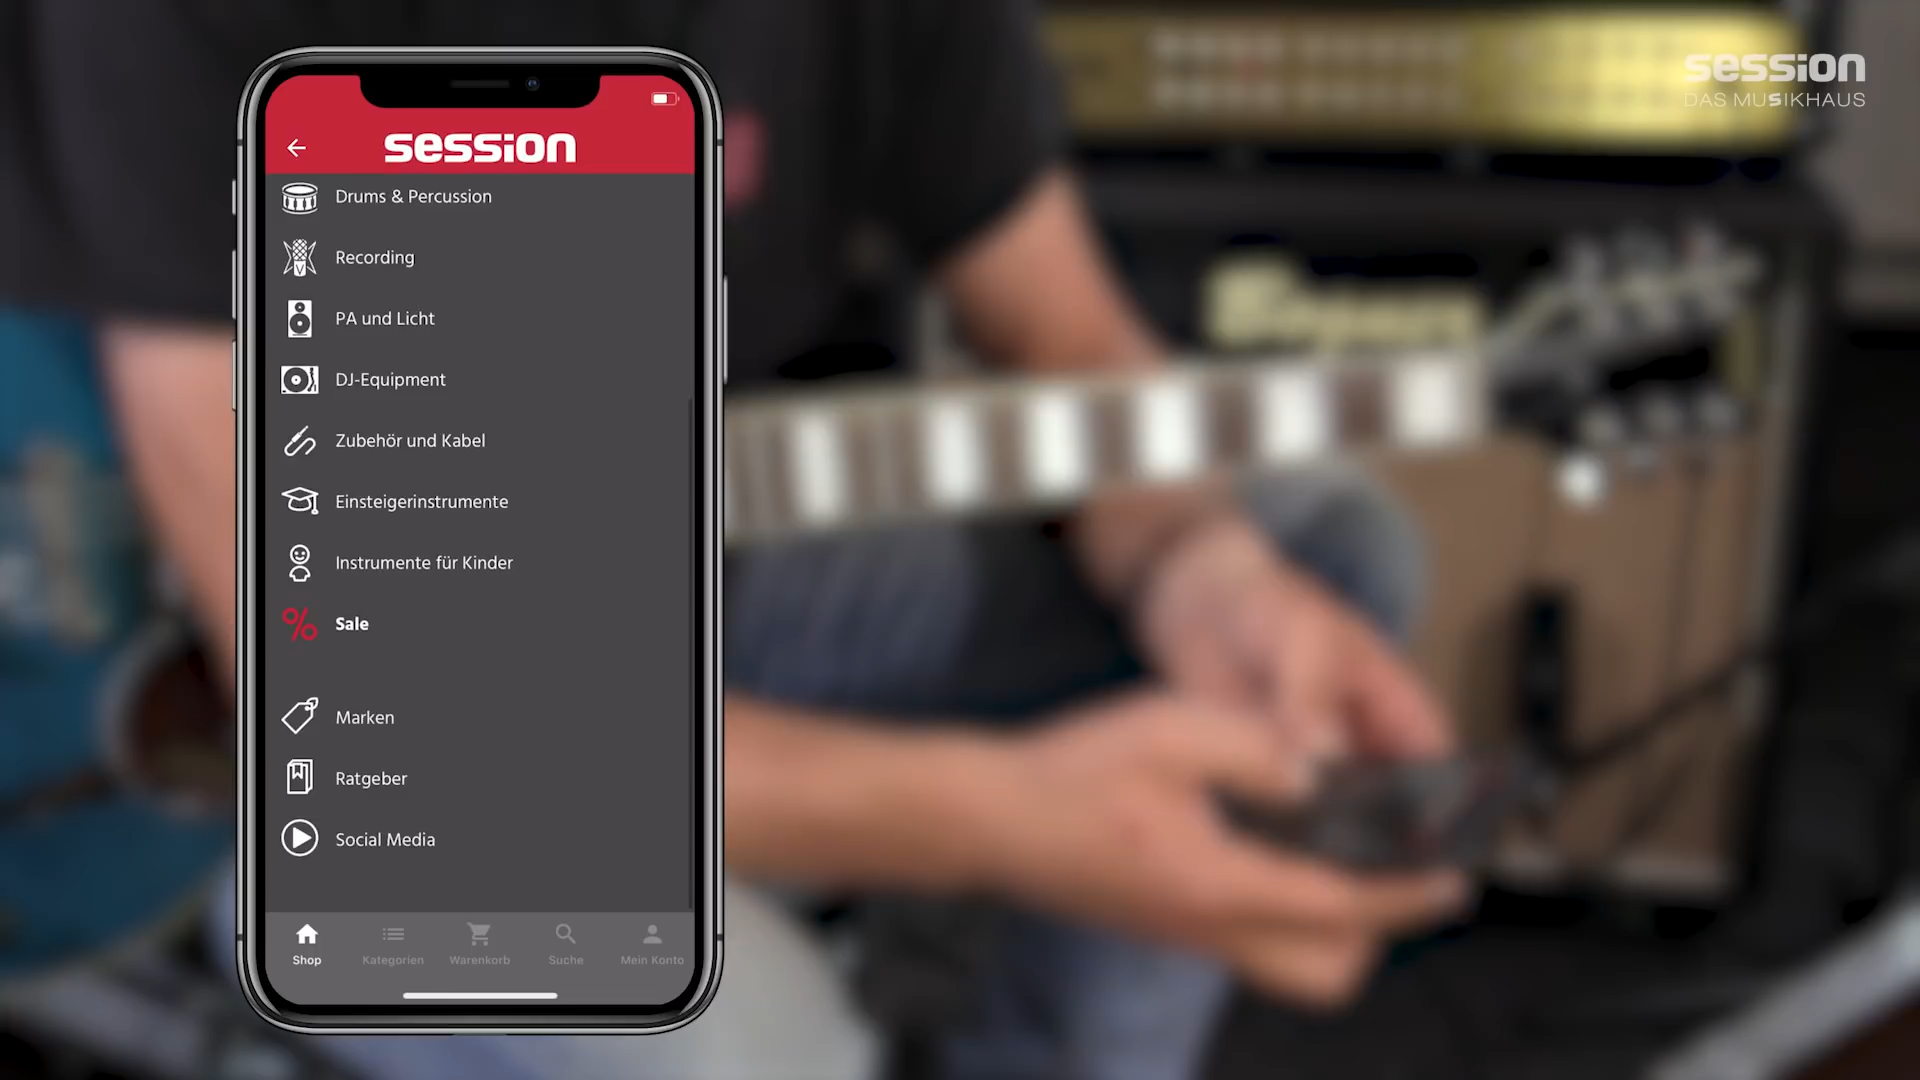 session
DAS MUSIKHAUS
session
Drums & Percussion
Recording
PA und Licht
DJ-Equipment
Zubehör und Kabel
Einsteigerinstrumente
Instrumente für Kinder
Sale
Marken
Ratgeber
Social Media
Shop
Kategorien
Warenkorb
Suche
Mein Konto